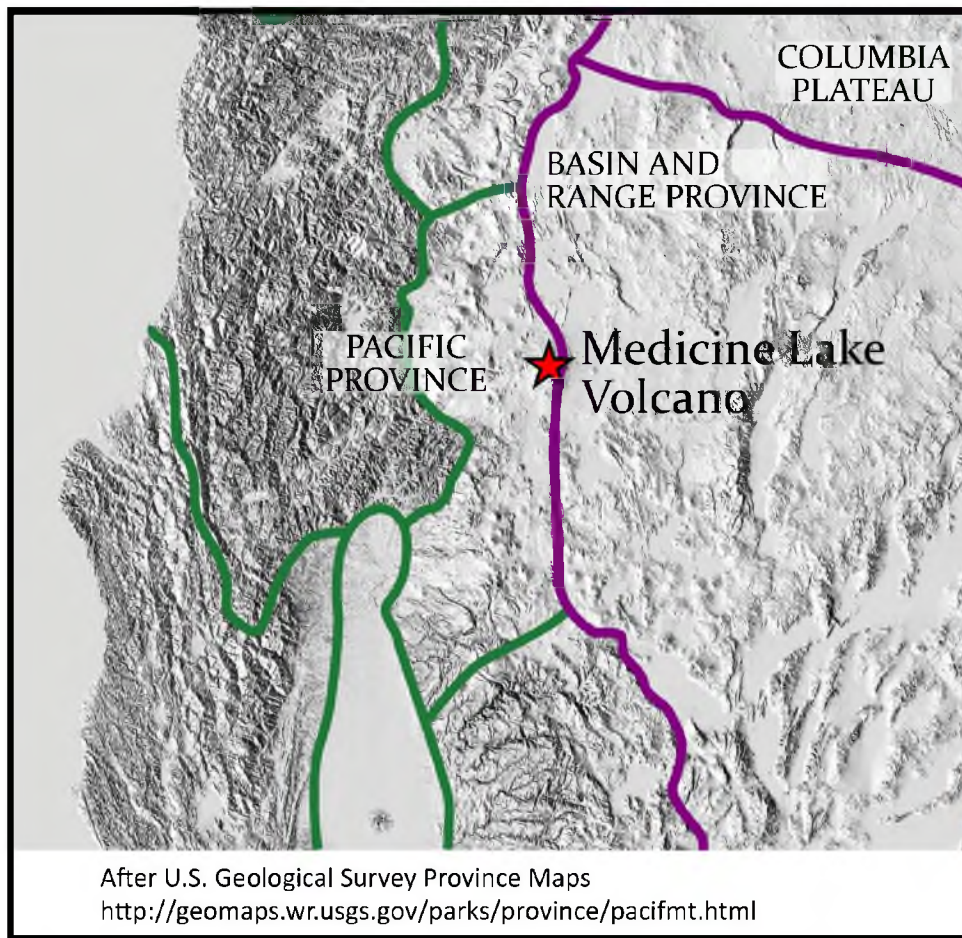 COLUMBIA
PLATEAU
BASIN AND
RANGE PROVINCE
PACIFIC
PROVINCE
Medicine Lake
Volcano
After U.S. Geological Survey Province Maps
http://geomaps.wr.usgs.gov/parks/province/pacifmt.html